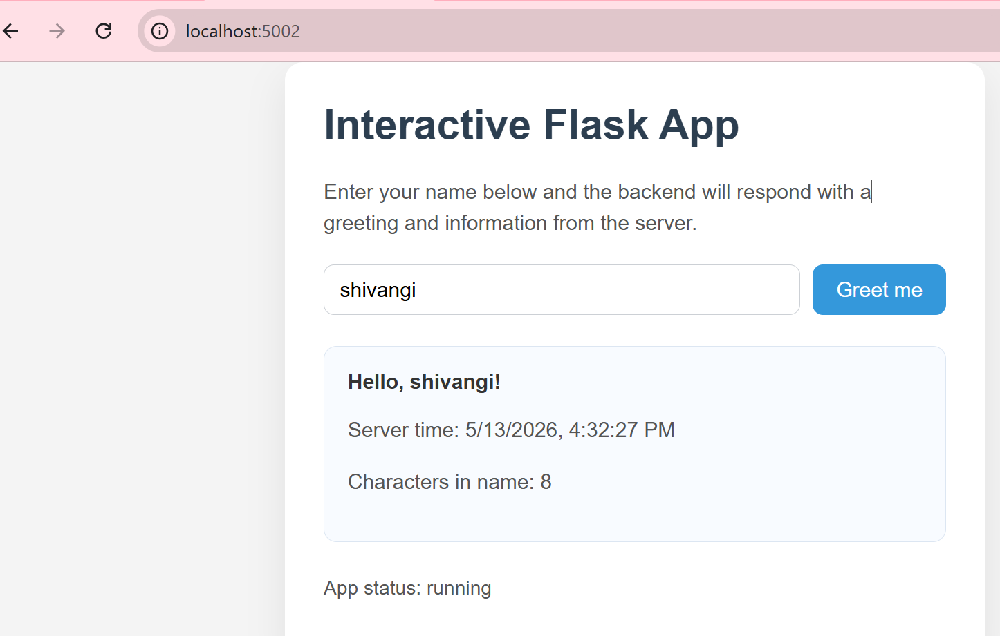 localhost:5002
Interactive Flask App
Enter your name below and the backend will respond with a
greeting and information from the server.
shivangi
Greet me
Hello, shivangi!
Server time: 5/13/2026, 4:32:27 PM
Characters in name: 8
App status: running